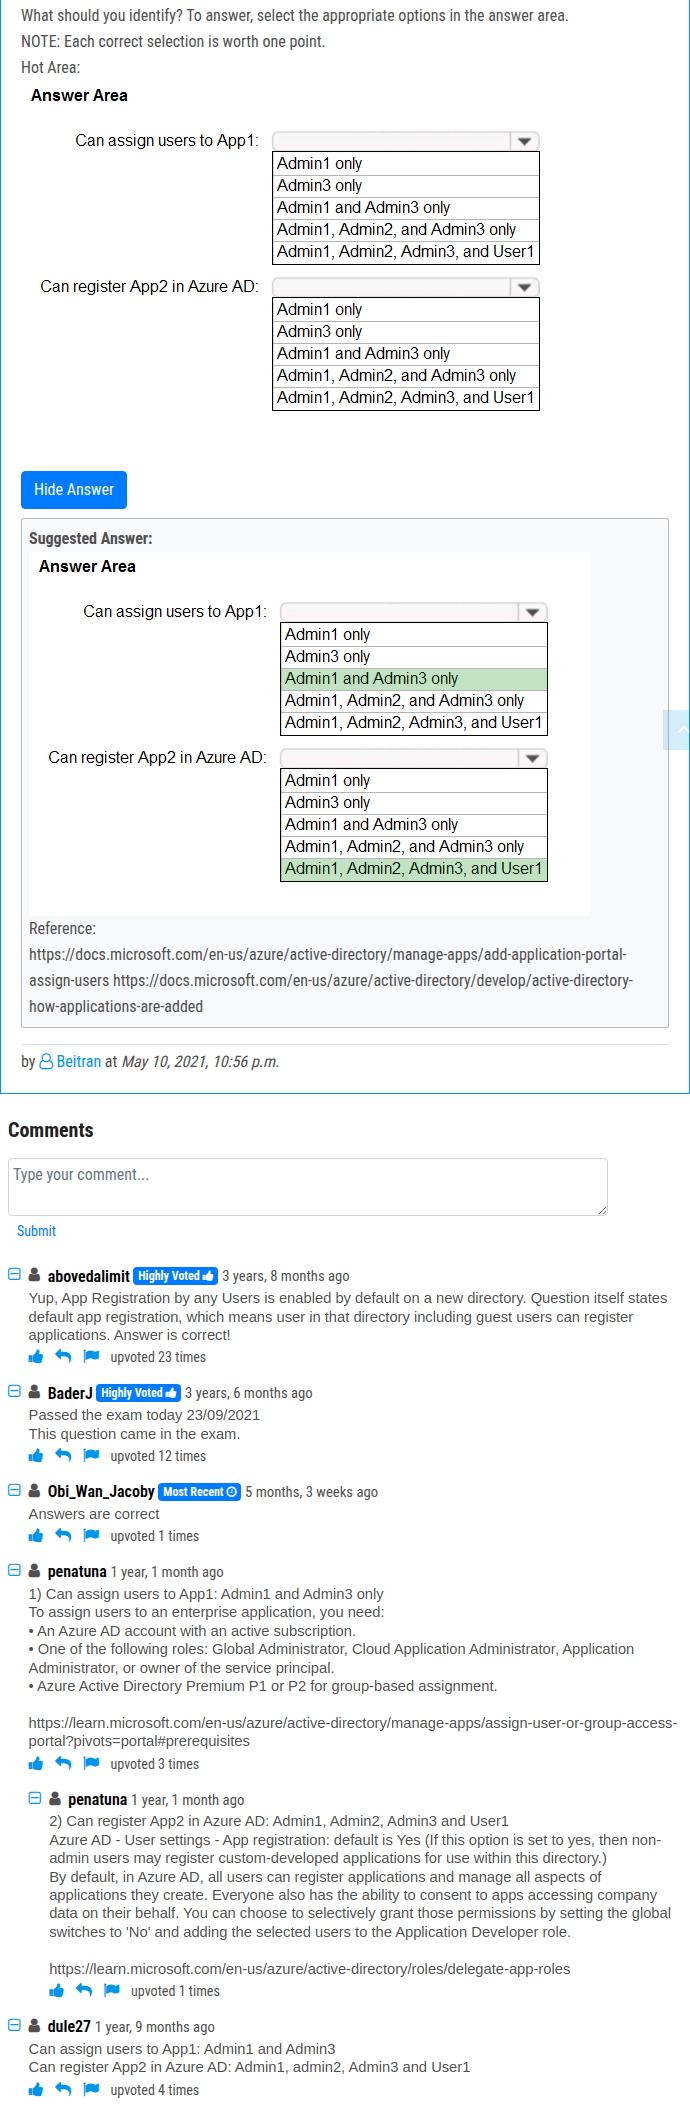 What should you identify? To answer, select the appropriate options in the answer area.
NOTE: Each correct selection is worth one point.
Hot Area:
Answer Area
Can assign users to App1:
Admin1 only
Admin3 only
Admin1 and Admin3 only
Admin1, Admin2, and Admin3 only
Admin1, Admin2, Admin3, and User1
Can register App2 in Azure AD:
Admin1 only
Admin3 only
Admin1 and Admin3 only
Admin1, Admin2, and Admin3 only
Admin1, Admin2, Admin3, and User1
Hide Answer
Suggested Answer:
Answer Area
Can assign users to App1:
Admin1 only
Admin3 only
Admin1 and Admin3 only
Admin1, Admin2, and Admin3 only
Admin1, Admin2, Admin3, and User1
Can register App2 in Azure AD:
Admin1 only
Admin3 only
Admin1 and Admin3 only
Admin1, Admin2, and Admin3 only
Admin1, Admin2, Admin3, and User1
Reference:
https://docs.microsoft.com/en-us/azure/active-directory/manage-apps/add-application-portal-
assign-users https://docs.microsoft.com/en-us/azure/active-directory/develop/active-directory-
how-applications-are-added
by Beitran at May 10, 2021, 10:56 p.m.
Comments
Type your comment...
Submit
abovedalimit Highly Voted 3 years, 8 months ago
Yup, App Registration by any Users is enabled by default on a new directory. Question itself states
default app registration, which means user in that directory including guest users can register
applications. Answer is correct!
upvoted 23 times
BaderJ Highly Voted 3 years, 6 months ago
Passed the exam today 23/09/2021
This question came in the exam.
upvoted 12 times
Obi_Wan_Jacoby Most Recent 5 months, 3 weeks ago
Answers are correct
upvoted 1 times
penatuna 1 year, 1 month ago
1) Can assign users to App1: Admin1 and Admin3 only
To assign users to an enterprise application, you need:
• An Azure AD account with an active subscription.
• One of the following roles: Global Administrator, Cloud Application Administrator, Application
Administrator, or owner of the service principal.
• Azure Active Directory Premium P1 or P2 for group-based assignment.
https://learn.microsoft.com/en-us/azure/active-directory/manage-apps/assign-user-or-group-access-
portal?pivots=portal#prerequisites
upvoted 3 times
penatuna 1 year, 1 month ago
2) Can register App2 in Azure AD: Admin1, Admin2, Admin3 and User1
Azure AD - User settings - App registration: default is Yes (If this option is set to yes, then non-
admin users may register custom-developed applications for use within this directory.)
By default, in Azure AD, all users can register applications and manage all aspects of
applications they create. Everyone also has the ability to consent to apps accessing company
data on their behalf. You can choose to selectively grant those permissions by setting the global
switches to 'No' and adding the selected users to the Application Developer role.
https://learn.microsoft.com/en-us/azure/active-directory/roles/delegate-app-roles
upvoted 1 times
dule27 1 year, 9 months ago
Can assign users to App1: Admin1 and Admin3
Can register App2 in Azure AD: Admin1, admin2, Admin3 and User1
upvoted 4 times